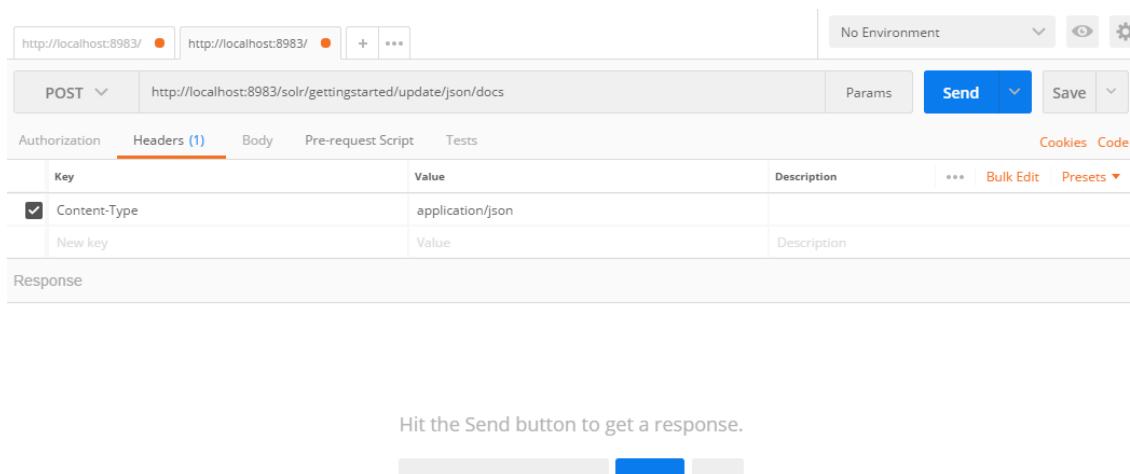 http://localhost:8983/ http://localhost:8983/ + No Environment
POST http://localhost:8983/solr/gettingstarted/update/json/docs Params Send Save
Authorization Headers (1) Body Pre-request Script Tests Cookies Code
Key Value Description Bulk Edit Presets
Content-Type application/json
New key Value Description
Response
Hit the Send button to get a response.